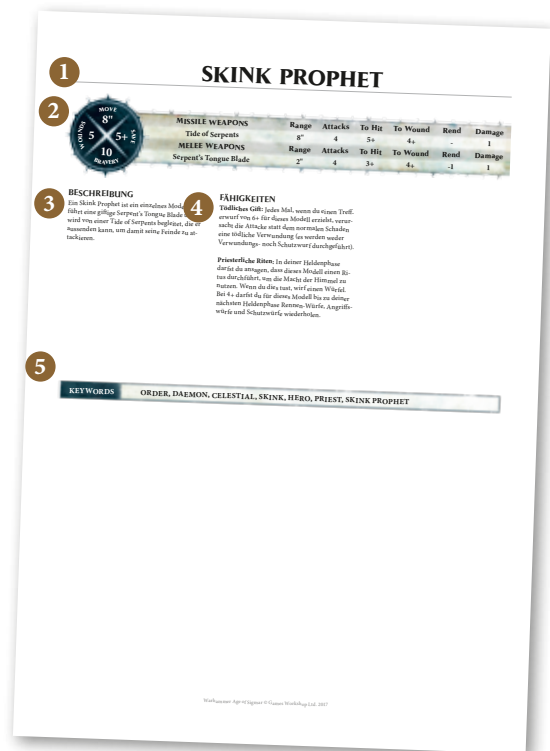 1
SKINK PROPHET
2
MOVE
8"
WOUNDS
5
5+
SAVE
10
BRAVERY
MISSILE WEAPONS Range Attacks To Hit To Wound Rend Damage
Tide of Serpents 8" 4 5+ 4+ - 1
MELEE WEAPONS Range Attacks To Hit To Wound Rend Damage
Serpent's Tongue Blade 2" 4 3+ 4+ -1 1
3
BESCHREIBUNG
Ein Skink Prophet ist ein einzelnes
führt eine giftige Serpent's Tongue Blade
wird von einer Tide of Serpents begleitet, die er
aussenden kann, um damit seine Feinde zu at-
tackieren.
4
FÄHIGKEITEN
Tödliches Gift: Jedes Mal, wenn du einen Treff-
erwurf von 6+ für dieses Modell erzielst, verur-
sacht die Attacke statt dem normalen Schaden
eine tödliche Verwundung (es werden weder
Verwundungs- noch Schutzwurf durchgeführt).
Priesterliche Riten: In deiner Heldenphase
darfst du ansagen, dass dieses Modell einen Ri-
tus durchführt, um die Macht der Himmel zu
nutzen. Wenn du dies tust, wirf einen Würfel.
Bei 4+ darfst du für dieses Modell bis zu deiner
nächsten Heldenphase Rennen-Würfe, Angriffs-
würfe und Schutzwürfe wiederholen.
5
KEYWORDS ORDER, DAEMON, CELESTIAL, SKINK, HERO, PRIEST, SKINK PROPHET
Warhammer Age of Sigmar © Games Workshop Ltd. 2017